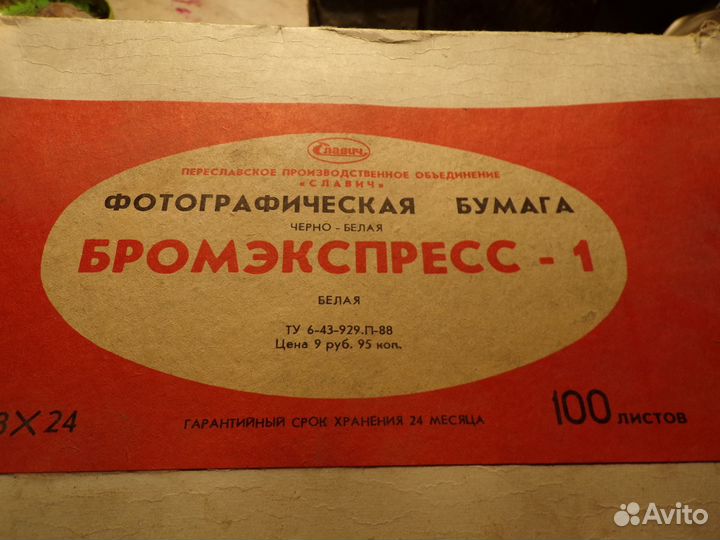 Славич
ПЕРЕСЛАВСКОЕ ПРОИЗВОДСТВЕННОЕ ОБЪЕДИНЕНИЕ
«СЛАВИЧ»
ФОТОГРАФИЧЕСКАЯ БУМАГА
ЧЕРНО - БЕЛАЯ
БРОМЭКСПРЕСС - 1
БЕЛАЯ
ТУ 6-43-929.П-88
Цена 9 руб. 95 коп.
8X24 ГАРАНТИЙНЫЙ СРОК ХРАНЕНИЯ 24 МЕСЯЦА 100 ЛИСТОВ
Avito